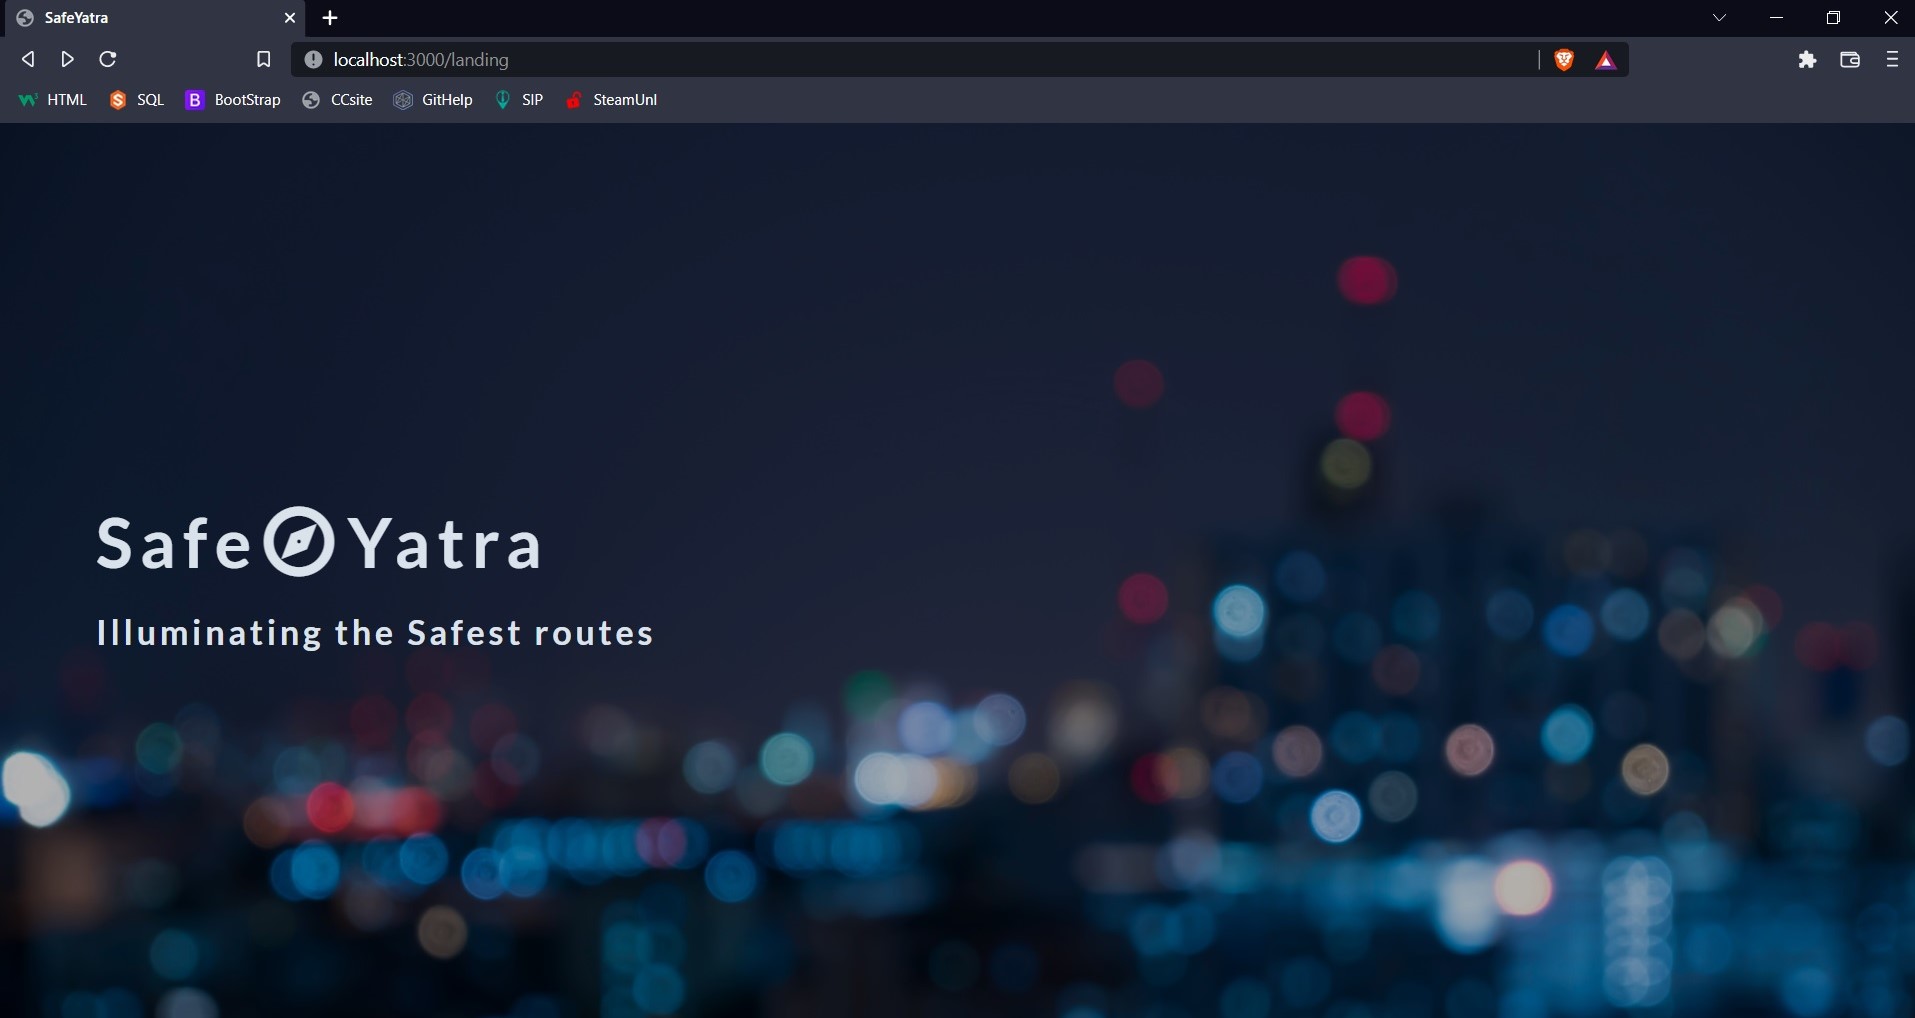 SafeYatra
localhost:3000/landing
HTML SQL BootStrap CCsite GitHelp SIP SteamUnl
Safe Yatra
Illuminating the Safest routes